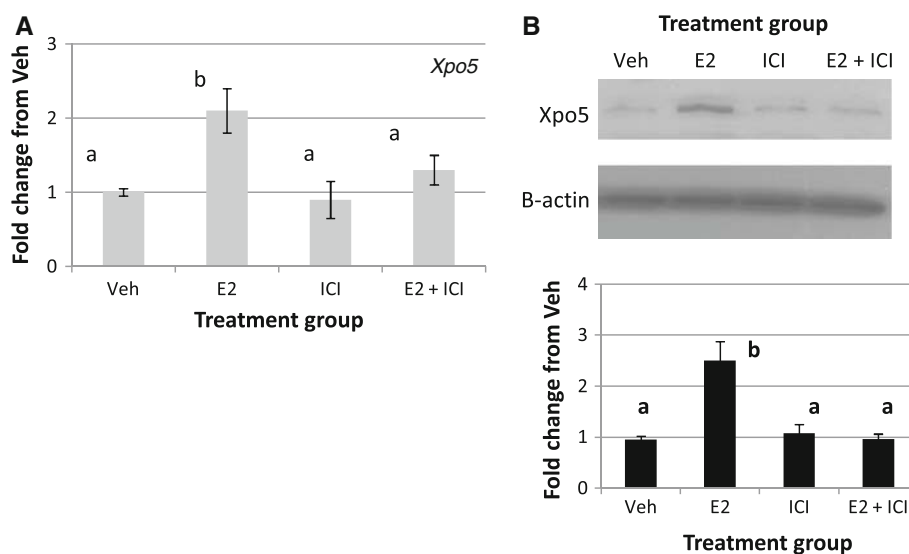 A
Fold change from Veh
3
2
1
0
Xpo5
a
b
a
a
Veh
E2
ICI
E2 + ICI
Treatment group
B
Treatment group
Veh
E2
ICI
E2 + ICI
Xpo5
B-actin
Fold change from Veh
4
3
2
1
0
a
b
a
a
Veh
E2
ICI
E2 + ICI
Treatment group